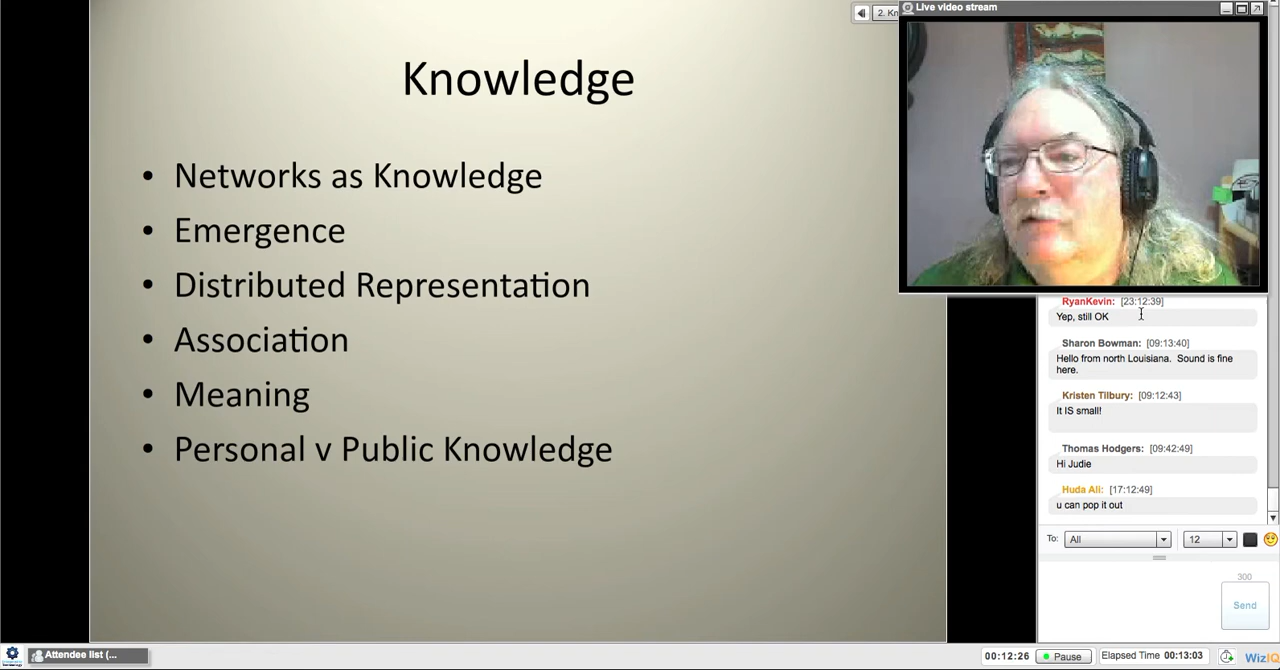 Knowledge
• Networks as Knowledge
• Emergence
• Distributed Representation
• Association
• Meaning
• Personal v Public Knowledge
2. Kn
Live video stream
RyanKevin: [23:12:39]
Yep, still OK
Sharon Bowman: [09:13:40]
Hello from north Louisiana. Sound is fine
here.
Kristen Tilbury: [09:12:43]
It IS small!
Thomas Hodgers: [09:42:49]
Hi Judie
Huda Ali: [17:12:49]
u can pop it out
To: All 12
300
Send
Attendee list (...
00:12:26 Pause Elapsed Time 00:13:03 WizIQ